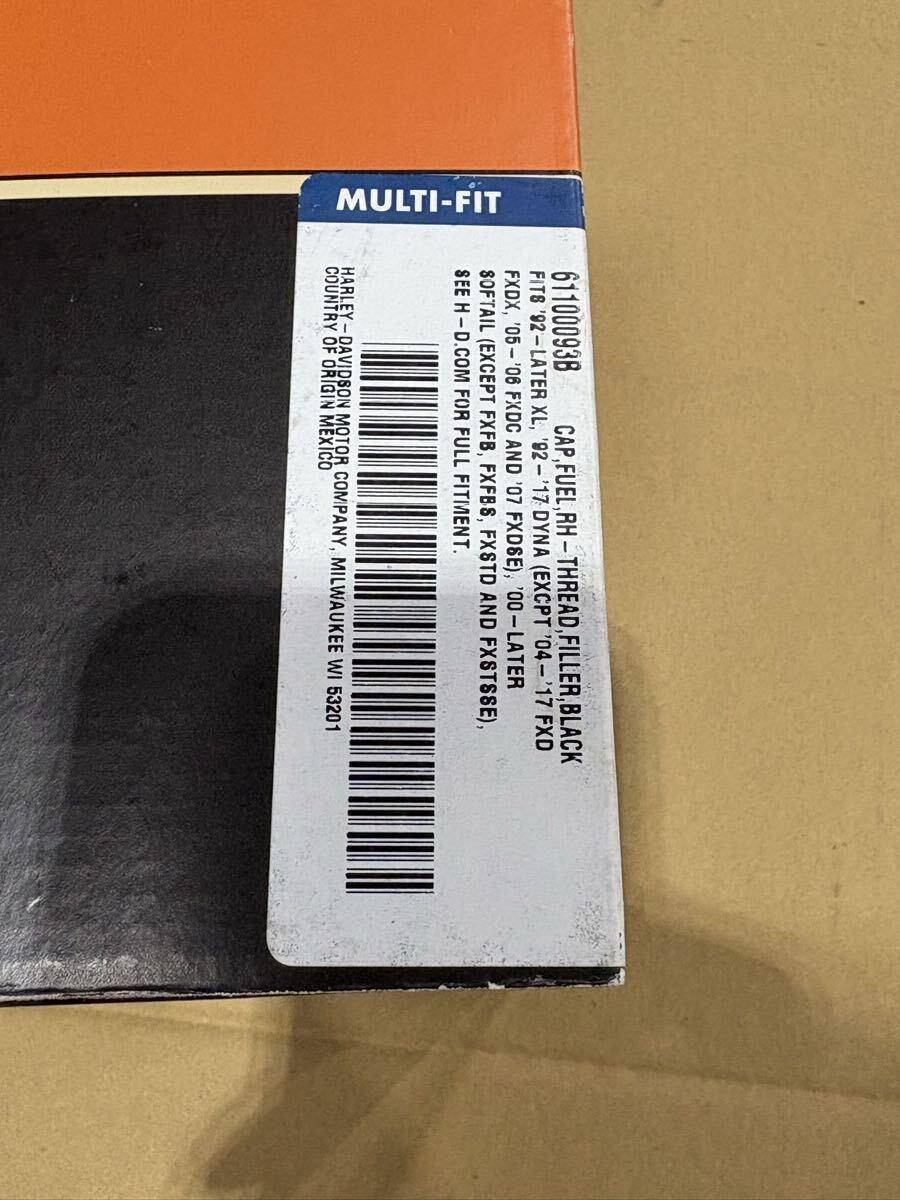 MULTI-FIT
61100093B CAP,FUEL,RH-THREAD,FILLER,BLACK
FITS '92-LATER XL, '92-'17 DYNA (EXCPT '04-'17 FXD
FXDX, '05-'06 FXDC AND '07 FXDSE), '00-LATER
SOFTAIL (EXCEPT FXFB, FXFBS, FXSTD AND FXSTSSE),
SEE H-D.COM FOR FULL FITMENT.
HARLEY-DAVIDSON MOTOR COMPANY, MILWAUKEE WI 53201
COUNTRY OF ORIGIN MEXICO